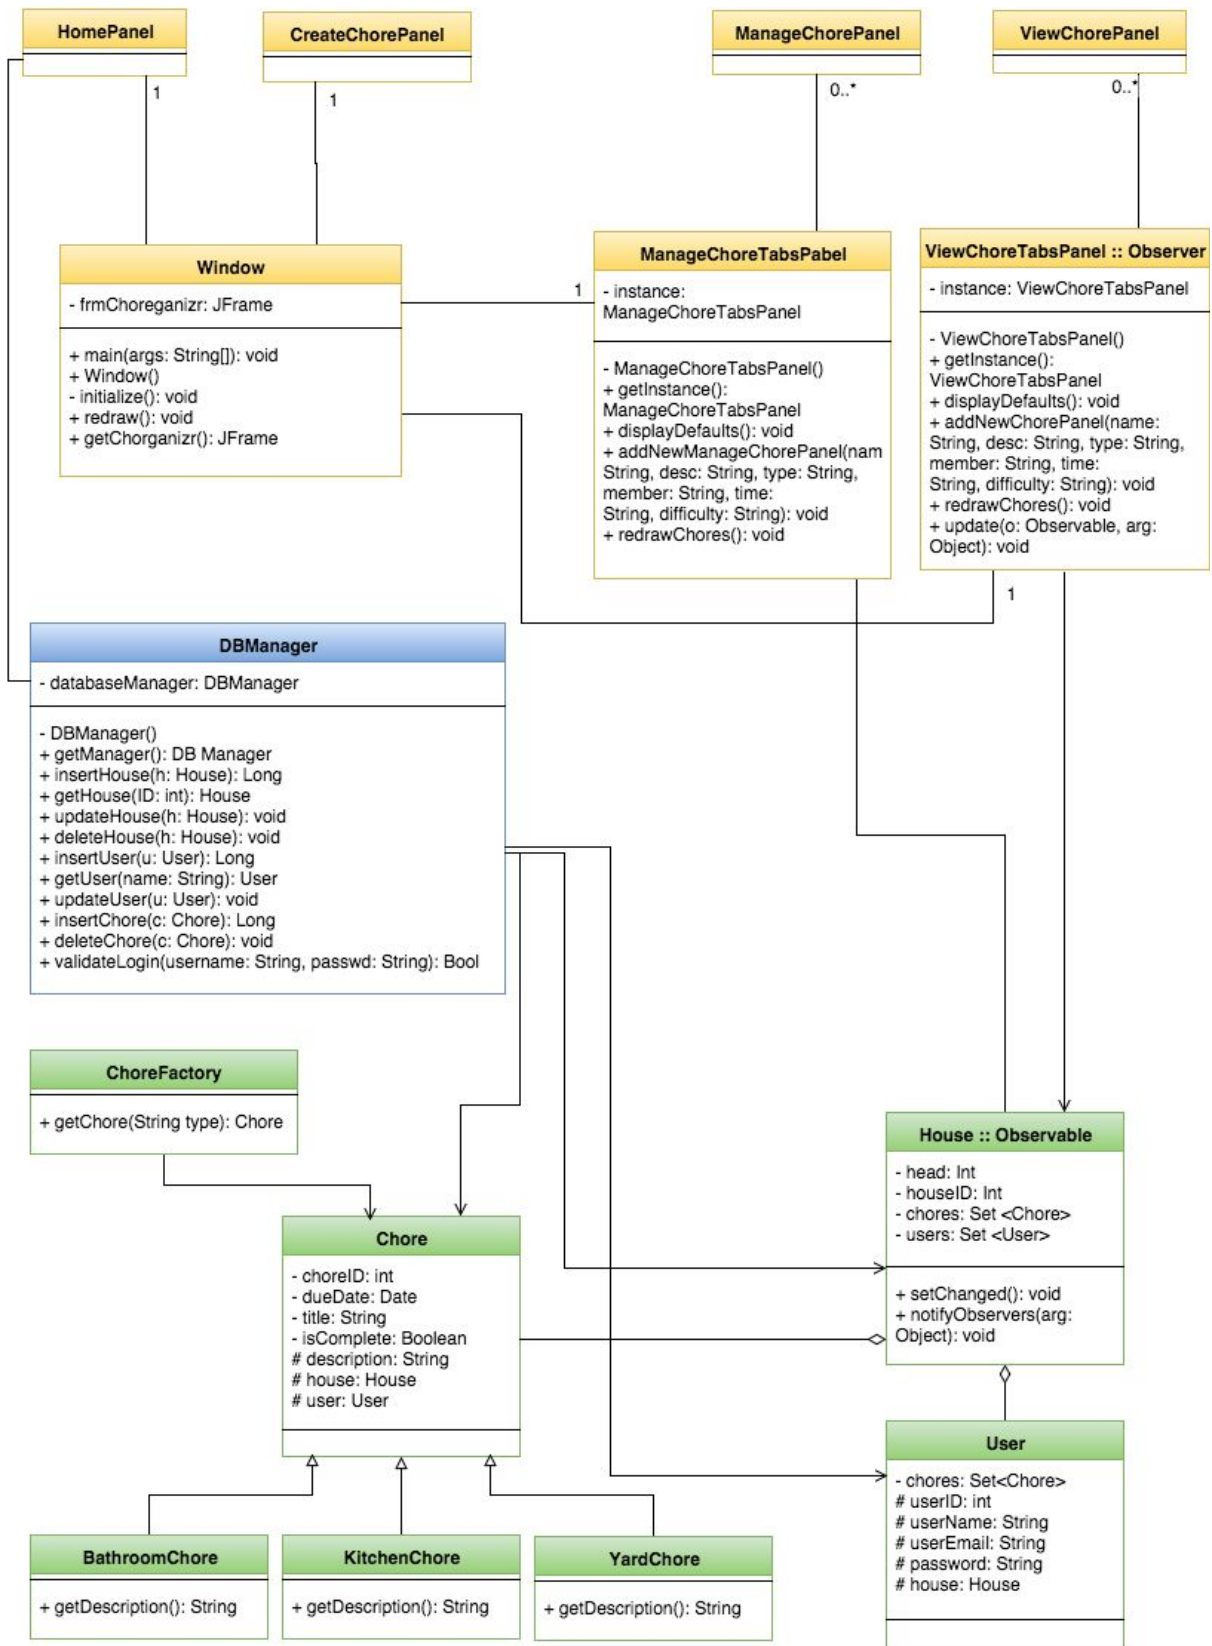 HomePanel
CreateChorePanel
ManageChorePanel
ViewChorePanel
1
1
0..*
0..*
Window
- frmChoreganizr: JFrame
+ main(args: String[]): void
+ Window()
- initialize(): void
+ redraw(): void
+ getChorganizr(): JFrame
1
ManageChoreTabsPabel
- instance:
ManageChoreTabsPanel
- ManageChoreTabsPanel()
+ getInstance():
ManageChoreTabsPanel
+ displayDefaults(): void
+ addNewManageChorePanel(nam
String, desc: String, type: String,
member: String, time:
String, difficulty: String): void
+ redrawChores(): void
ViewChoreTabsPanel :: Observer
- instance: ViewChoreTabsPanel
- ViewChoreTabsPanel()
+ getInstance():
ViewChoreTabsPanel
+ displayDefaults(): void
+ addNewChorePanel(name:
String, desc: String, type: String,
member: String, time:
String, difficulty: String): void
+ redrawChores(): void
+ update(o: Observable, arg:
Object): void
1
DBManager
- databaseManager: DBManager
- DBManager()
+ getManager(): DB Manager
+ insertHouse(h: House): Long
+ getHouse(ID: int): House
+ updateHouse(h: House): void
+ deleteHouse(h: House): void
+ insertUser(u: User): Long
+ getUser(name: String): User
+ updateUser(u: User): void
+ insertChore(c: Chore): Long
+ deleteChore(c: Chore): void
+ validateLogin(username: String, passwd: String): Bool
ChoreFactory
+ getChore(String type): Chore
House :: Observable
- head: Int
- houseID: Int
- chores: Set <Chore>
- users: Set <User>
+ setChanged(): void
+ notifyObservers(arg:
Object): void
Chore
- choreID: int
- dueDate: Date
- title: String
- isComplete: Boolean
# description: String
# house: House
# user: User
User
- chores: Set<Chore>
# userID: int
# userName: String
# userEmail: String
# password: String
# house: House
BathroomChore
+ getDescription(): String
KitchenChore
+ getDescription(): String
YardChore
+ getDescription(): String